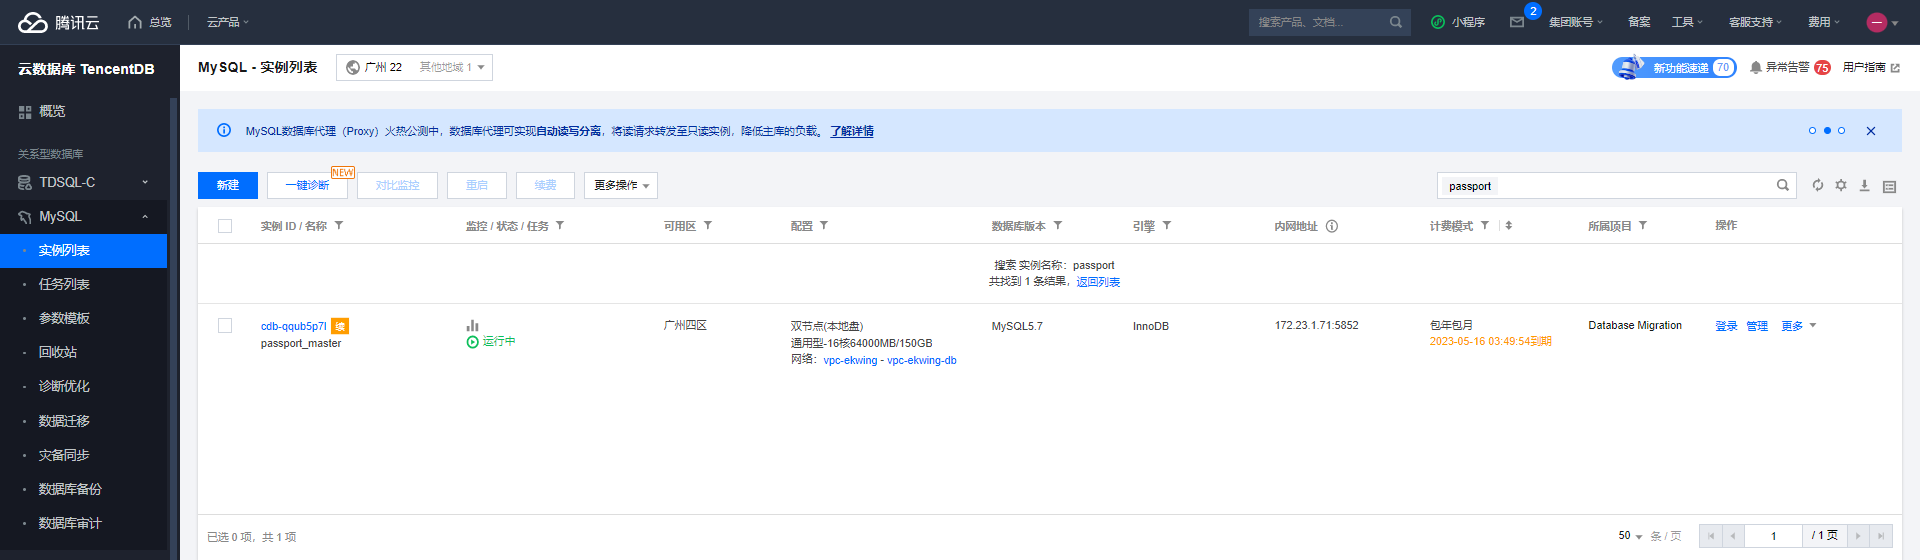 腾讯云 总览 云产品 搜索产品、文档... 小程序 2 集团账号 备案 工具 客服支持 费用
云数据库 TencentDB
概览
关系型数据库
TDSQL-C
MySQL
实例列表
任务列表
参数模板
回收站
诊断优化
数据迁移
灾备同步
数据库备份
数据库审计
MySQL - 实例列表 广州 22 其他地域 1 新功能速递 70 异常告警 75 用户指南
MySQL数据库代理（Proxy）火热公测中，数据库代理可实现自动读写分离，将读请求转发至只读实例，降低主库的负载。 了解详情
新建 一键诊断 NEW 对比监控 重启 续费 更多操作 passport
实例 ID / 名称 监控 / 状态 / 任务 可用区 配置 数据库版本 引擎 内网地址 计费模式 所属项目 操作
搜索 实例名称：passport
共找到 1 条结果，返回列表
cdb-qqub5p7l 续 广州四区 双节点(本地盘) MySQL5.7 InnoDB 172.23.1.71:5852 包年包月 Database Migration 登录 管理 更多
passport_master 运行中 通用型-16核64000MB/150GB 2023-05-16 03:49:54到期
网络：vpc-ekwing - vpc-ekwing-db
已选 0 项，共 1 项 50 条 / 页 1 / 1 页